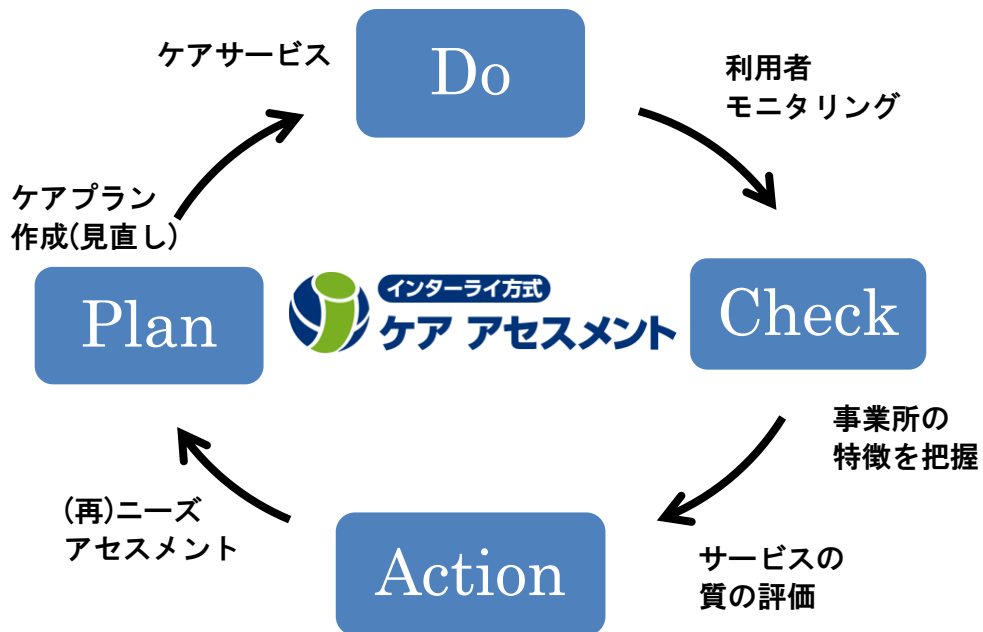 ケアサービス
Do
利用者
モニタリング
ケアプラン
作成(見直し)
Plan
インターライ方式
ケア アセスメント
Check
事業所の
特徴を把握
(再)ニーズ
アセスメント
Action
サービスの
質の評価